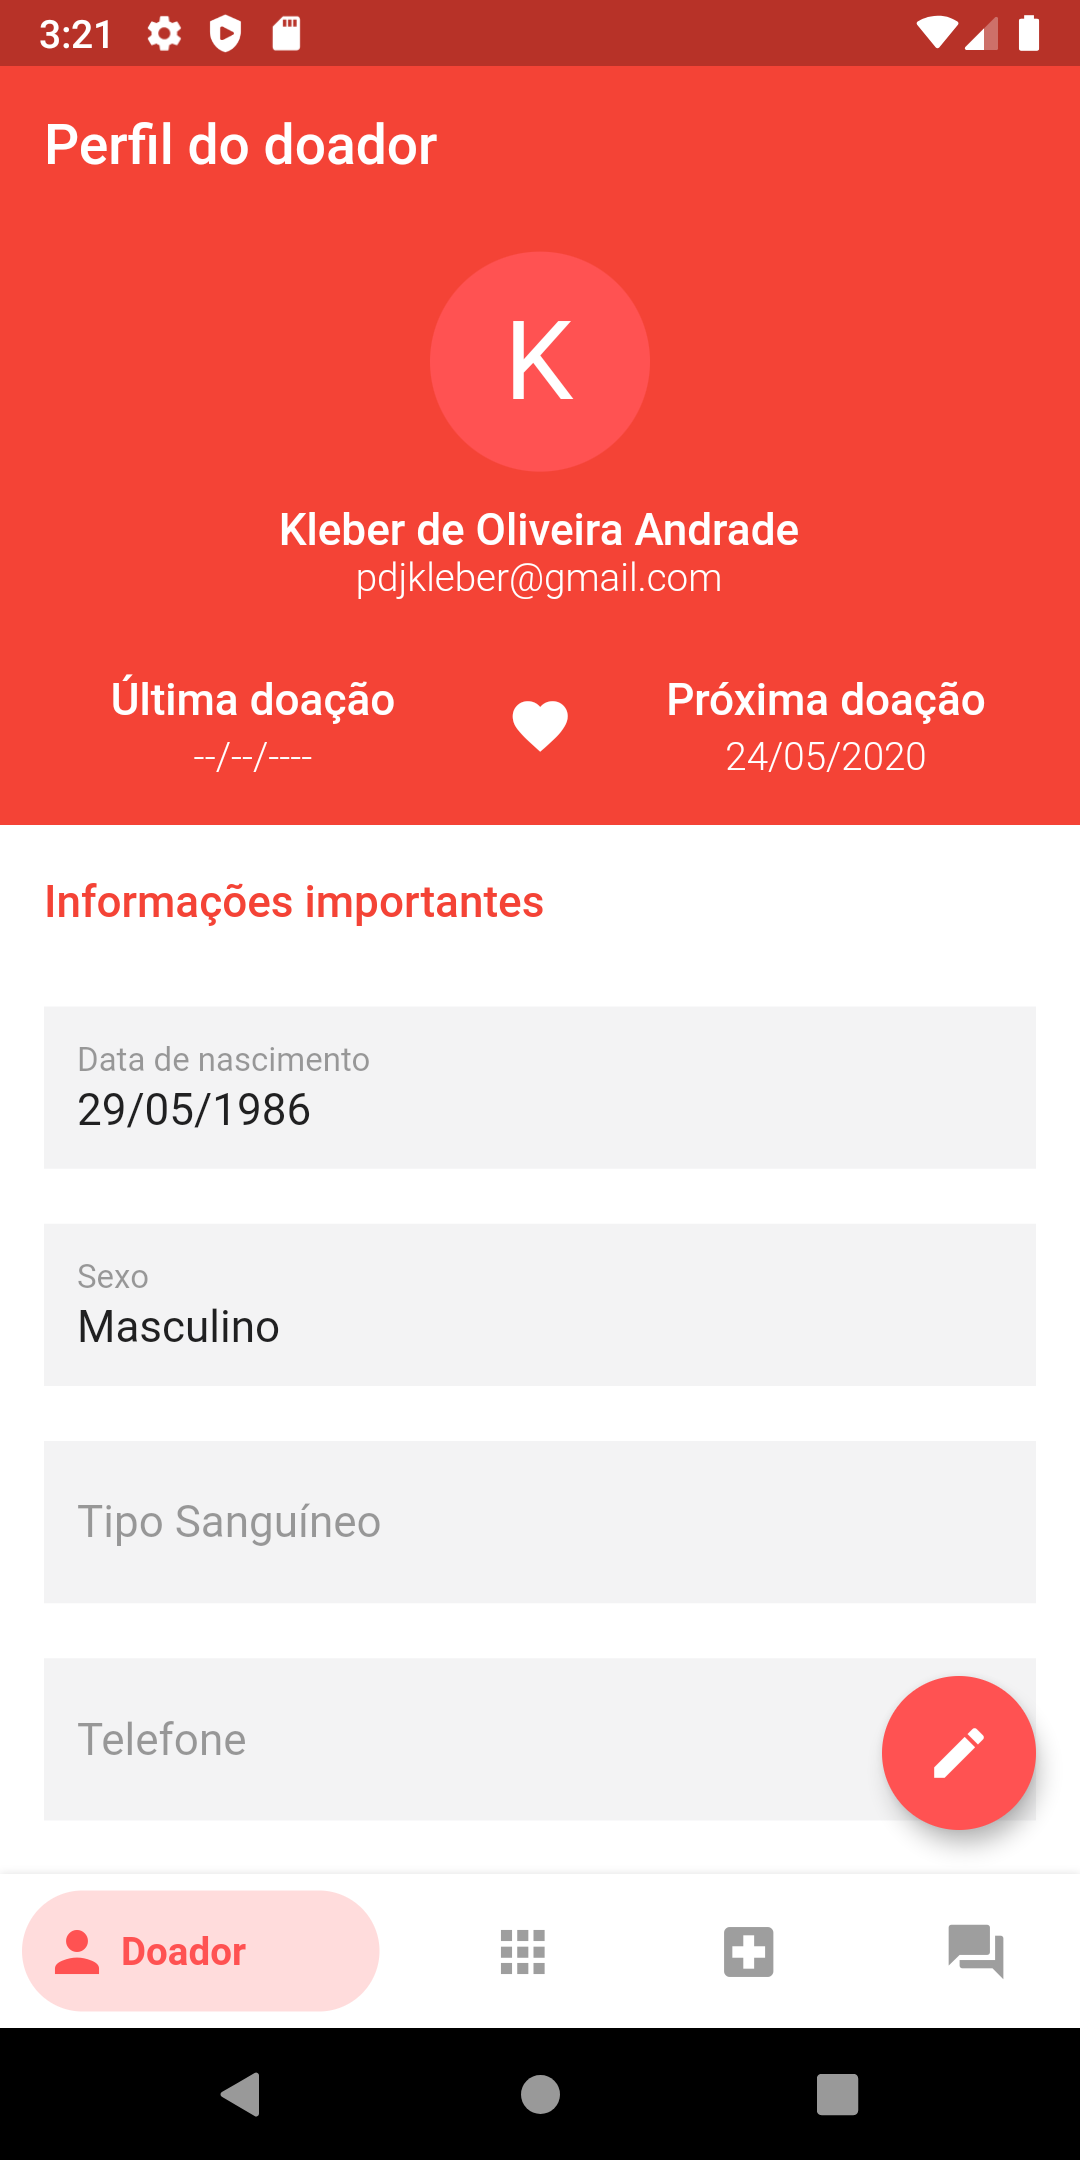 3:21
Perfil do doador
K
Kleber de Oliveira Andrade
pdjkleber@gmail.com
Última doação
--/--/----
Próxima doação
24/05/2020
Informações importantes
Data de nascimento
29/05/1986
Sexo
Masculino
Tipo Sanguíneo
Telefone
Doador